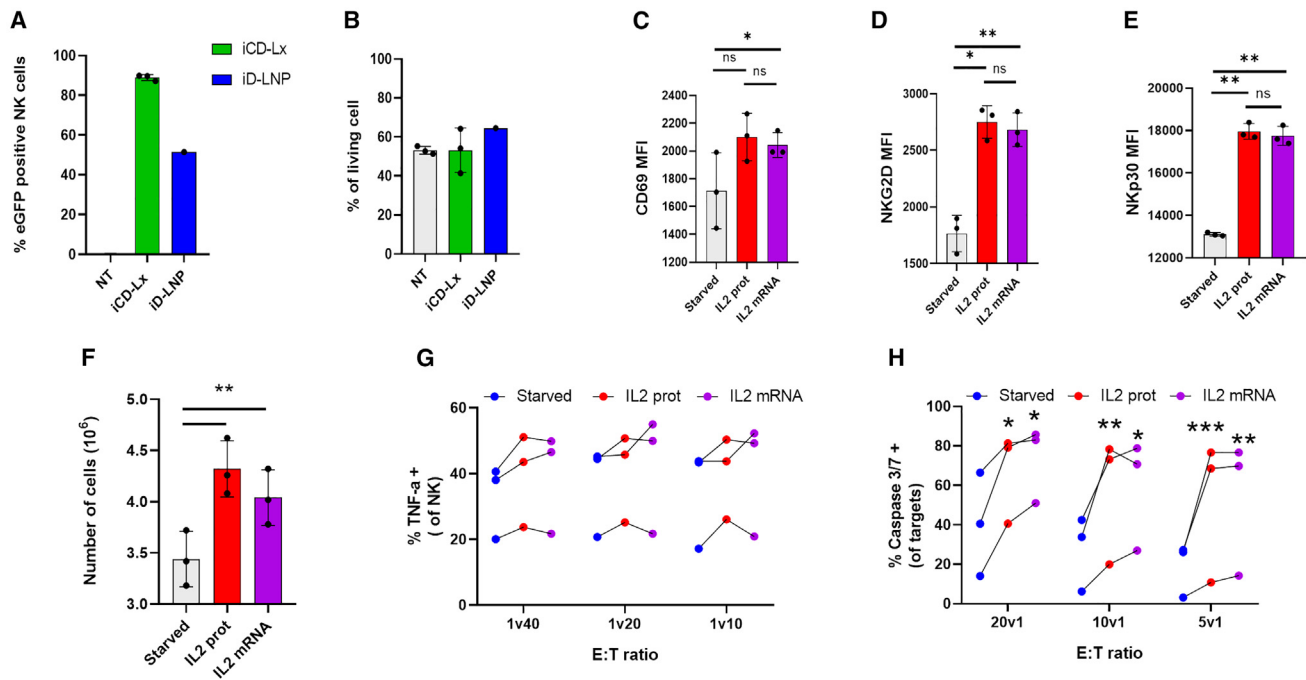 A
% eGFP positive NK cells
100
80
60
40
20
0
NT
iCD-Lx
iD-LNP
iCD-Lx
iD-LNP
B
% of living cell
100
80
60
40
20
0
NT
iCD-Lx
iD-LNP
C
CD69 MFI
2400
2200
2000
1800
1600
1400
1200
*
ns
ns
Starved
IL2 prot
IL2 mRNA
D
NKG2D MFI
3000
2500
2000
1500
**
*
ns
Starved
IL2 prot
IL2 mRNA
E
NKp30 MFI
20000
18000
16000
14000
12000
**
**
ns
Starved
IL2 prot
IL2 mRNA
F
Number of cells (10⁶)
5.0
4.5
4.0
3.5
3.0
**
Starved
IL2 prot
IL2 mRNA
G
Starved
IL2 prot
IL2 mRNA
% TNF-a +
( of NK)
60
40
20
0
1v40
1v20
1v10
E:T ratio
H
Starved
IL2 prot
IL2 mRNA
% Caspase 3/7 +
(of targets)
100
80
60
40
20
0
* *
** *
*** **
20v1
10v1
5v1
E:T ratio